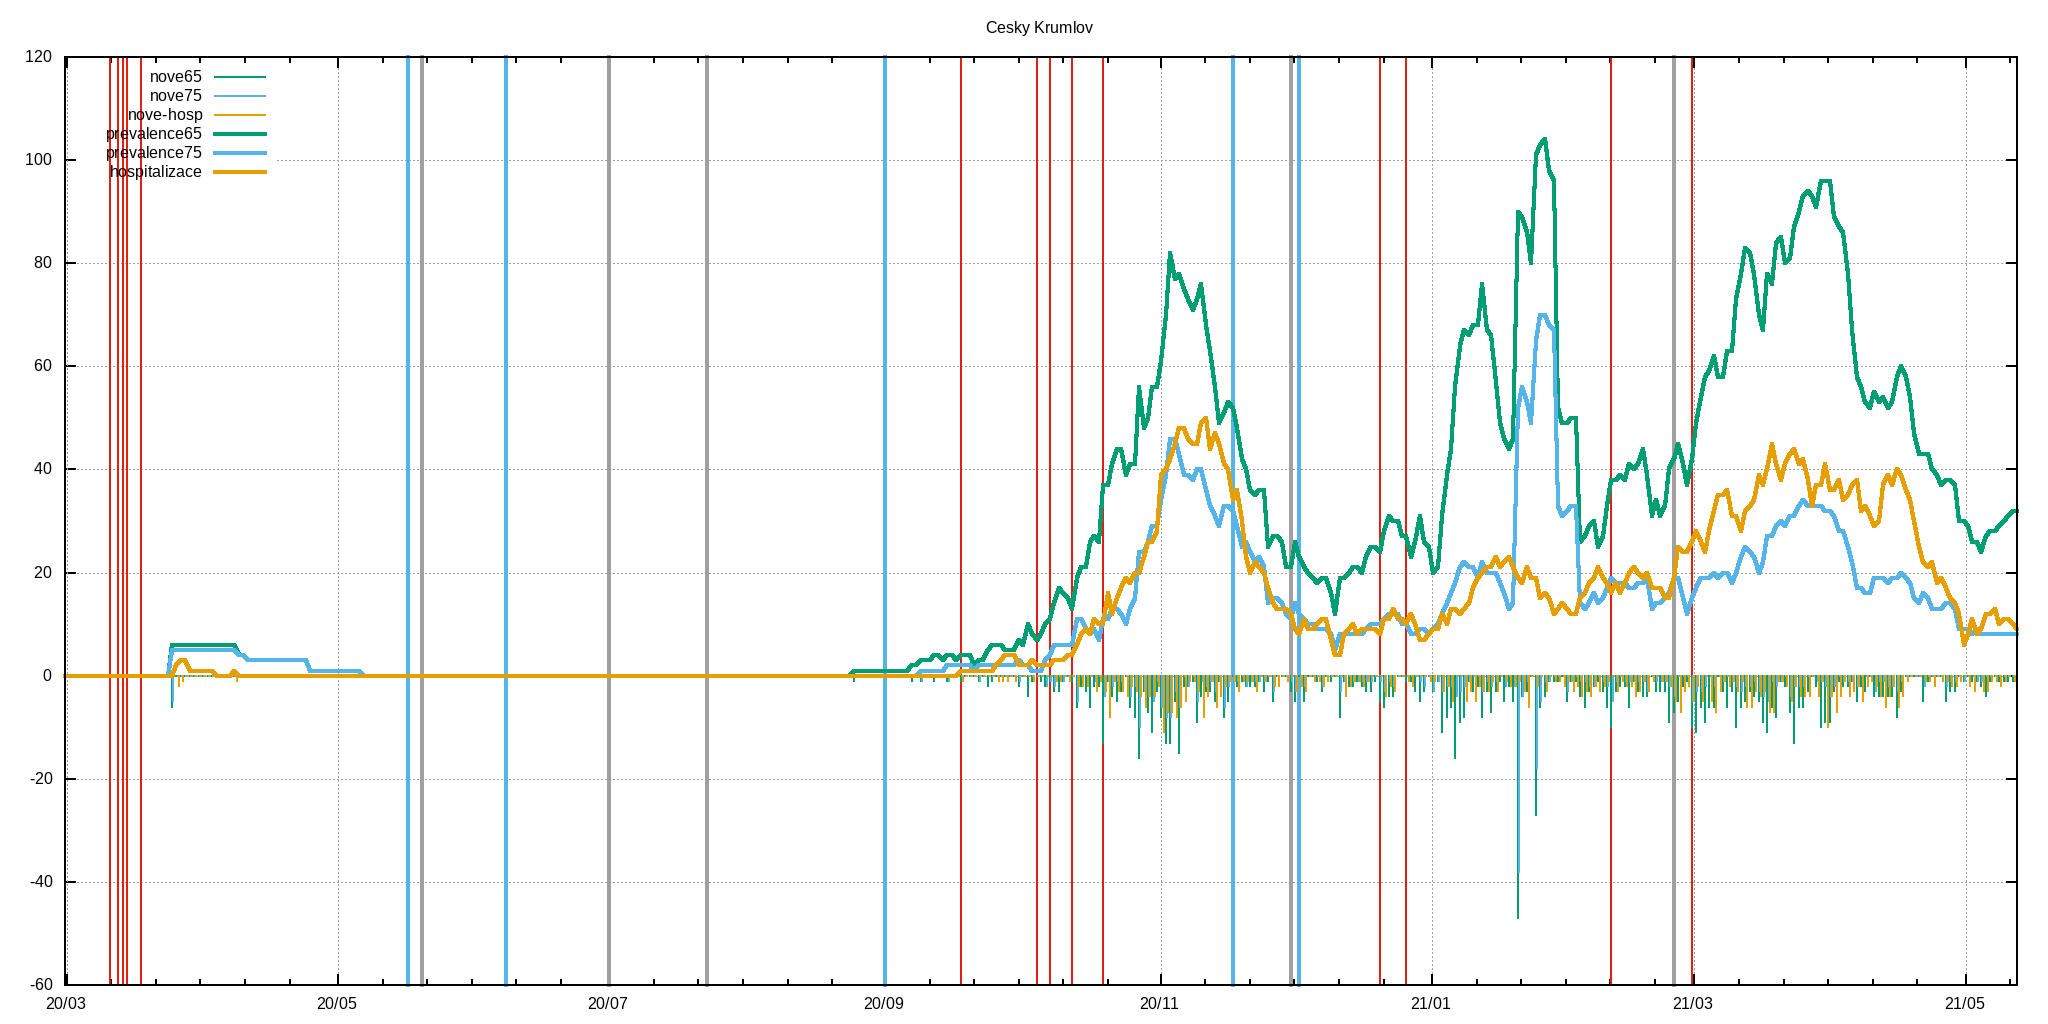 Cesky Krumlov
120
100
80
60
40
20
0
-20
-40
-60
nove65
nove75
nove-hosp
prevalence65
prevalence75
hospitalizace
20/03 20/05 20/07 20/09 20/11 21/01 21/03 21/05